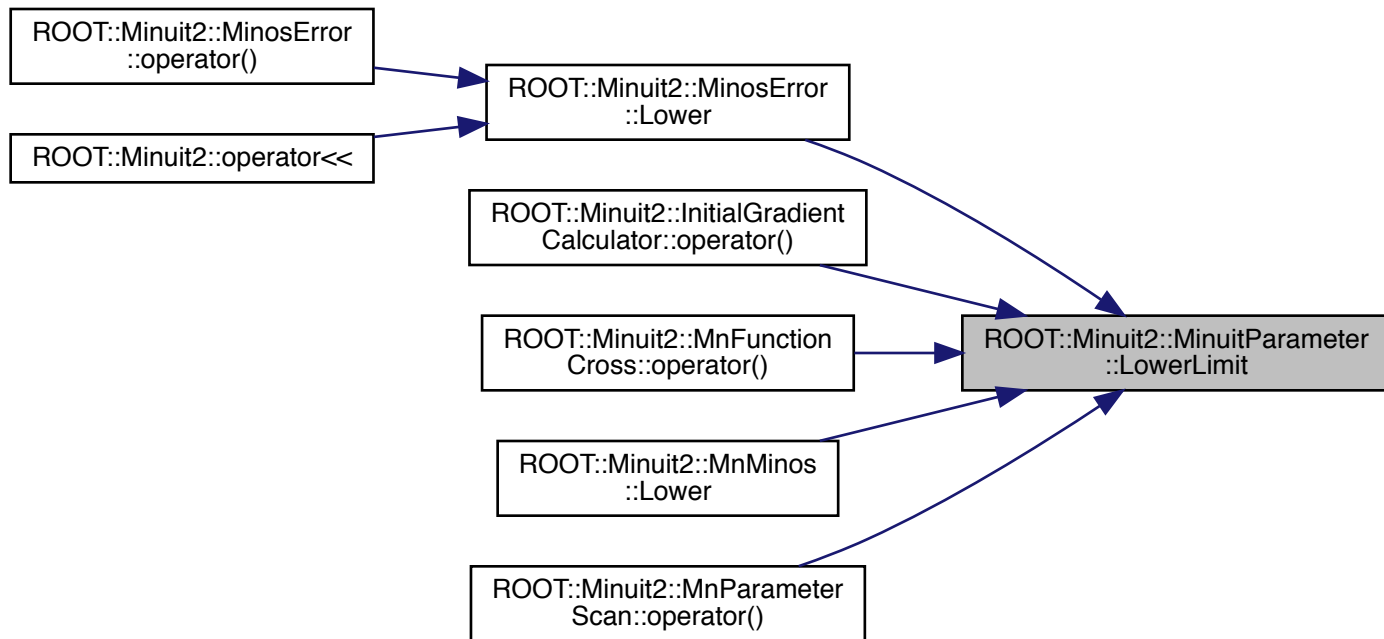 ROOT::Minuit2::MinosError
::operator()
ROOT::Minuit2::operator<<
ROOT::Minuit2::MinosError
::Lower
ROOT::Minuit2::InitialGradient
Calculator::operator()
ROOT::Minuit2::MnFunction
Cross::operator()
ROOT::Minuit2::MnMinos
::Lower
ROOT::Minuit2::MnParameter
Scan::operator()
ROOT::Minuit2::MinuitParameter
::LowerLimit